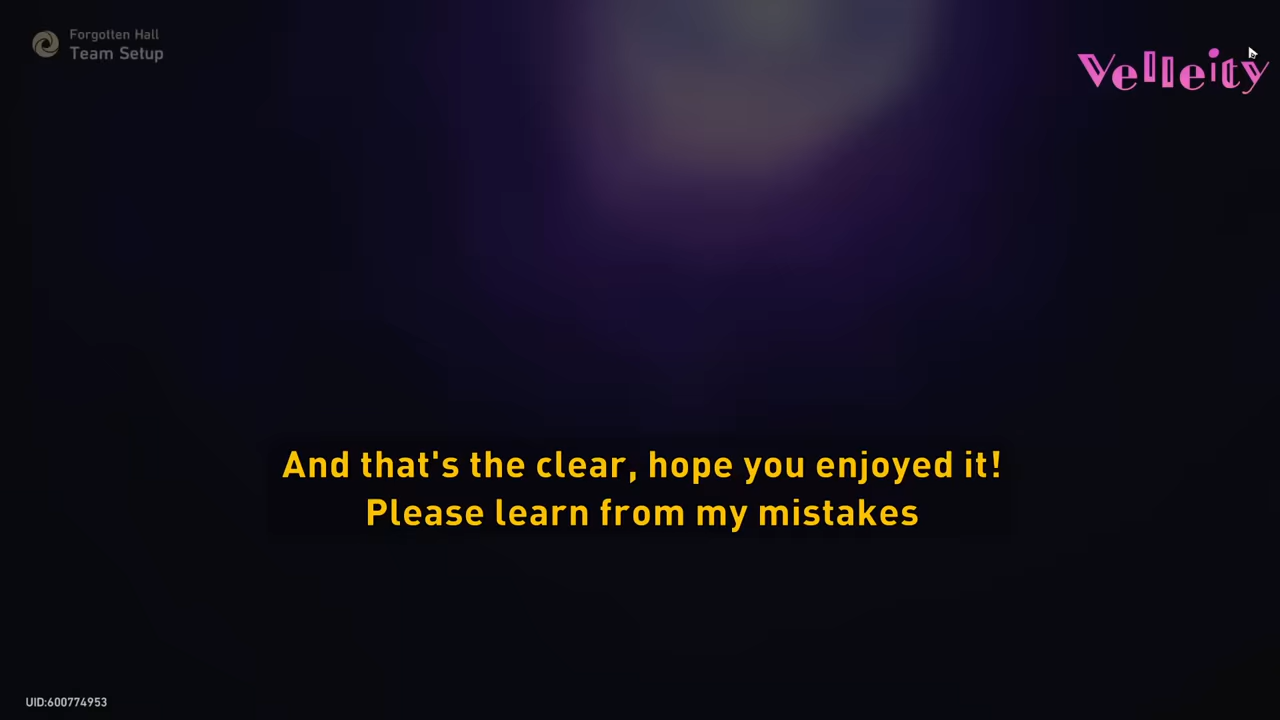 Forgotten Hall
Team Setup
Velleity
And that's the clear, hope you enjoyed it!
Please learn from my mistakes
UID:600774953